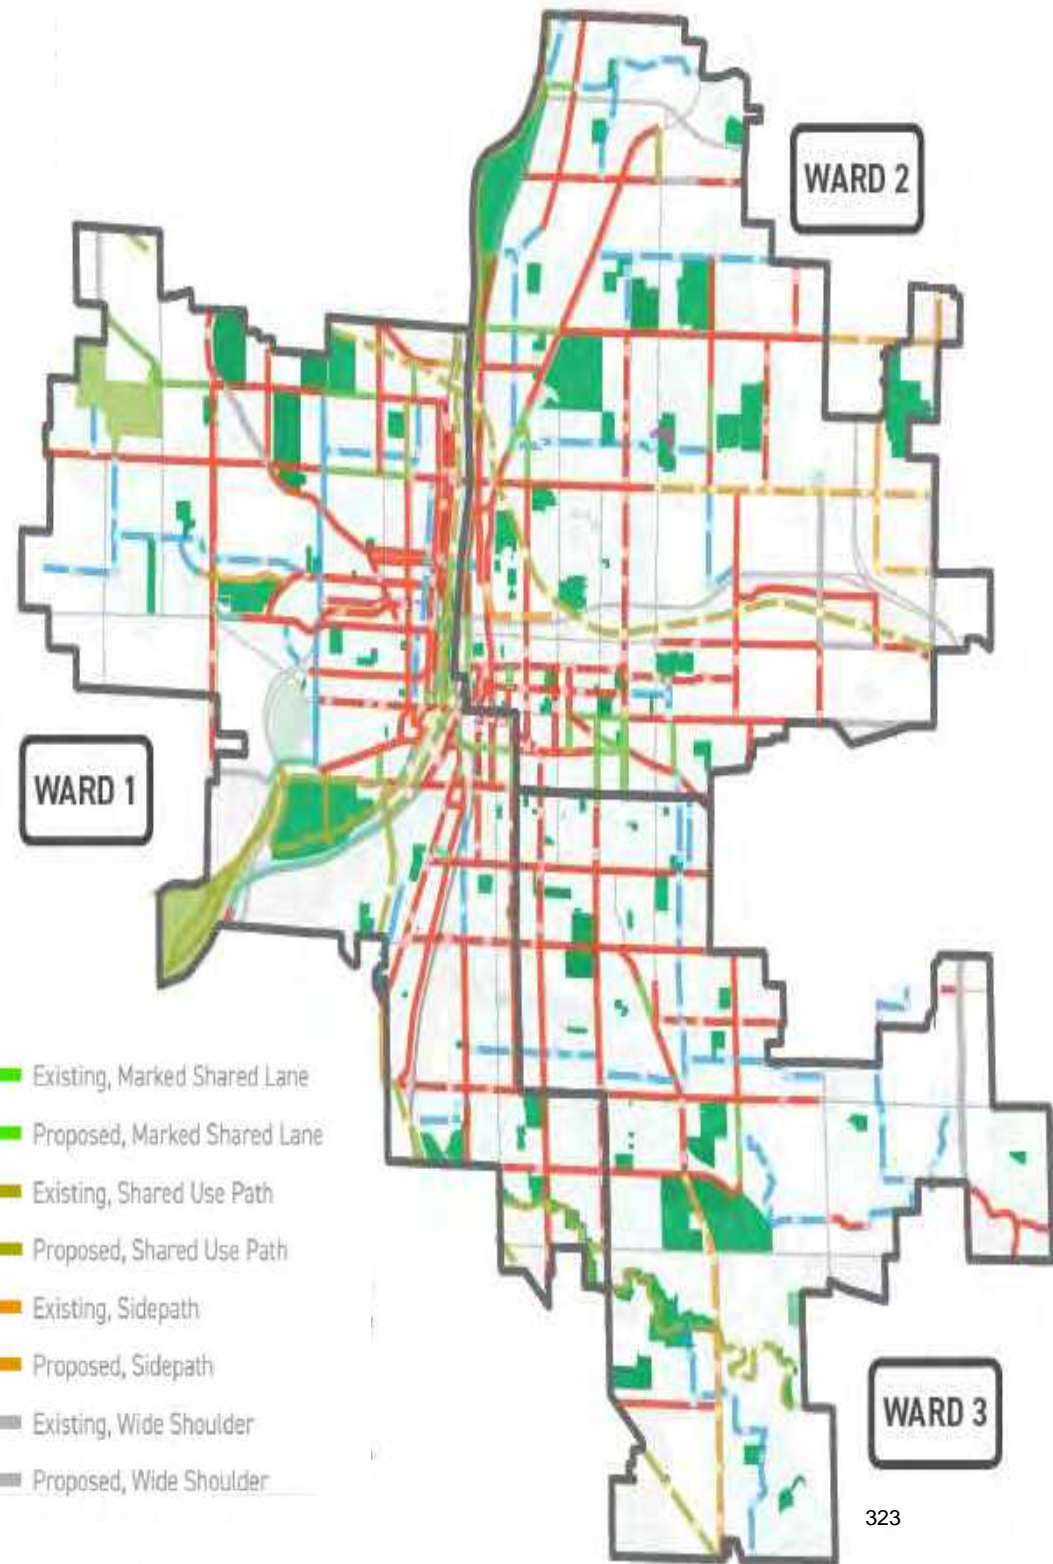 WARD 2
WARD 1
Existing, Marked Shared Lane
Proposed, Marked Shared Lane
Existing, Shared Use Path
Proposed, Shared Use Path
Existing, Sidepath
Proposed, Sidepath
Existing, Wide Shoulder
Proposed, Wide Shoulder
WARD 3
323